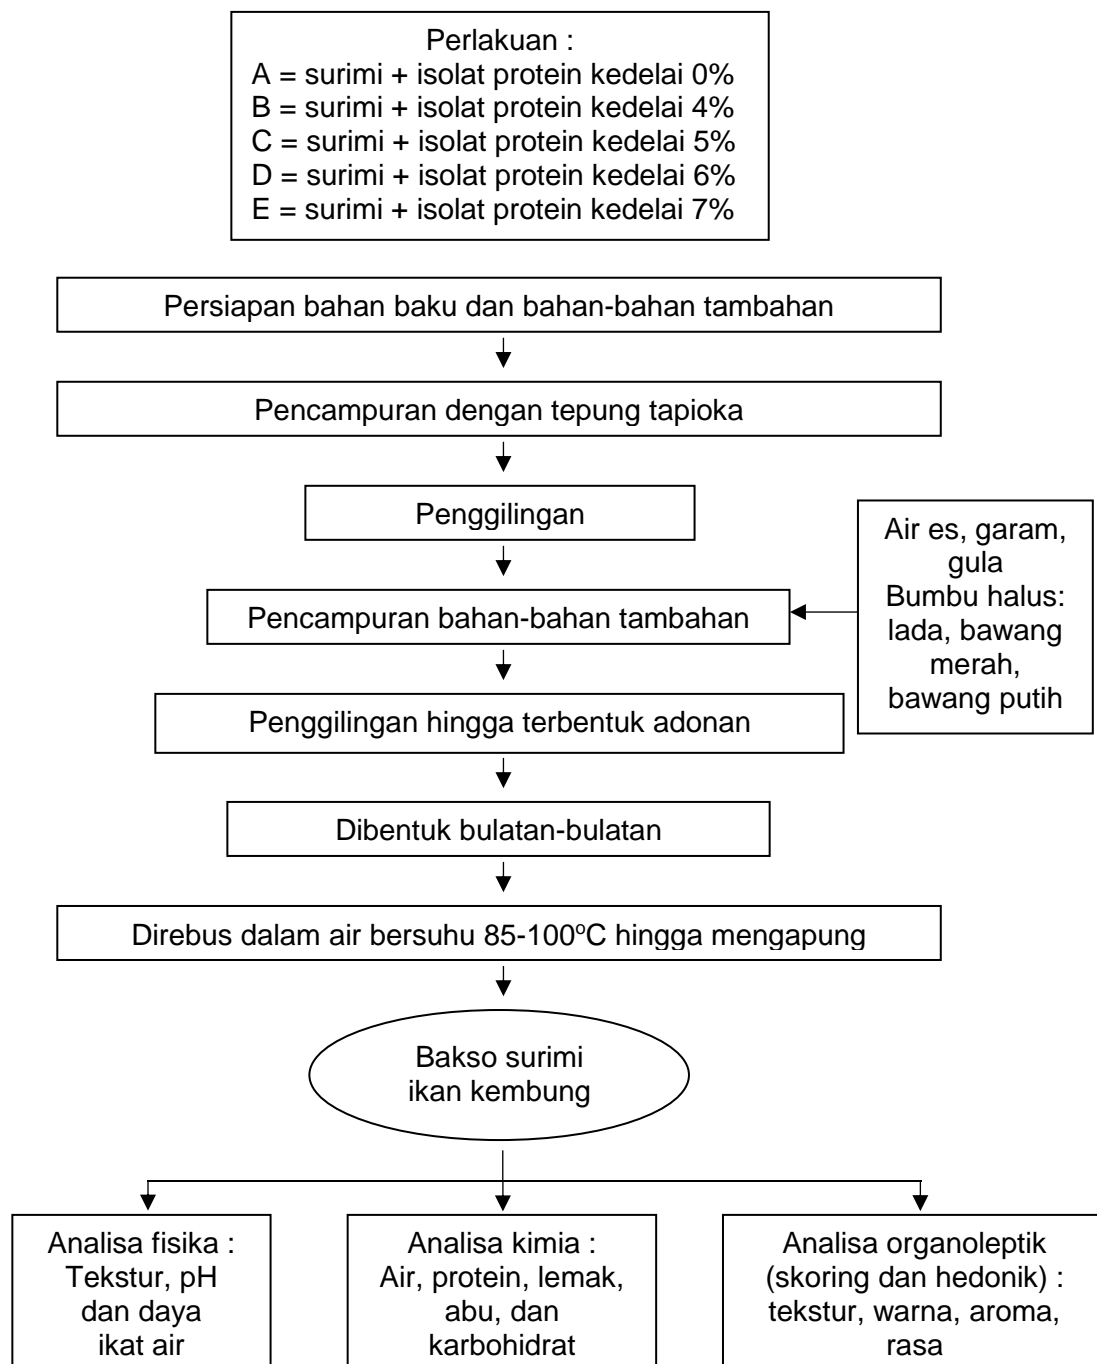 Perlakuan :
A = surimi + isolat protein kedelai 0%
B = surimi + isolat protein kedelai 4%
C = surimi + isolat protein kedelai 5%
D = surimi + isolat protein kedelai 6%
E = surimi + isolat protein kedelai 7%
Persiapan bahan baku dan bahan-bahan tambahan
Pencampuran dengan tepung tapioka
Penggilingan
Air es, garam,
gula
Bumbu halus:
lada, bawang
merah,
bawang putih
Pencampuran bahan-bahan tambahan
Penggilingan hingga terbentuk adonan
Dibentuk bulatan-bulatan
Direbus dalam air bersuhu 85-100°C hingga mengapung
Bakso surimi
ikan kembung
Analisa fisika :
Tekstur, pH
dan daya
ikat air
Analisa kimia :
Air, protein, lemak,
abu, dan
karbohidrat
Analisa organoleptik
(skoring dan hedonik) :
tekstur, warna, aroma,
rasa